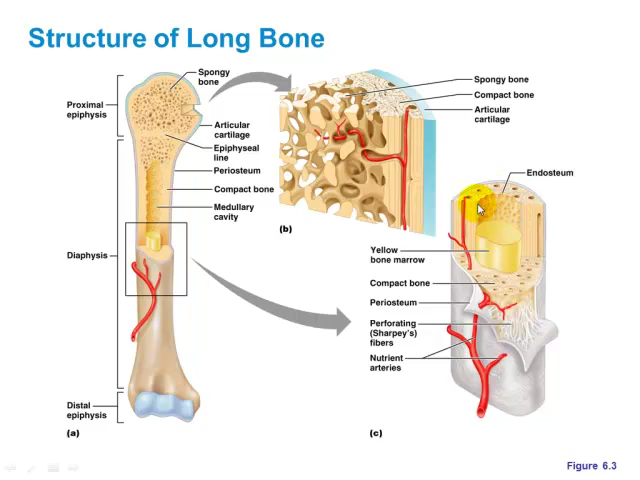 Structure of Long Bone
Spongy
bone
Proximal
epiphysis
Articular
cartilage
Epiphyseal
line
Periosteum
Compact bone
Medullary
cavity
Diaphysis
Distal
epiphysis
(a)
Spongy bone
Compact bone
Articular
cartilage
(b)
Endosteum
Yellow
bone marrow
Compact bone
Periosteum
Perforating
(Sharpey's)
fibers
Nutrient
arteries
(c)
Figure 6.3